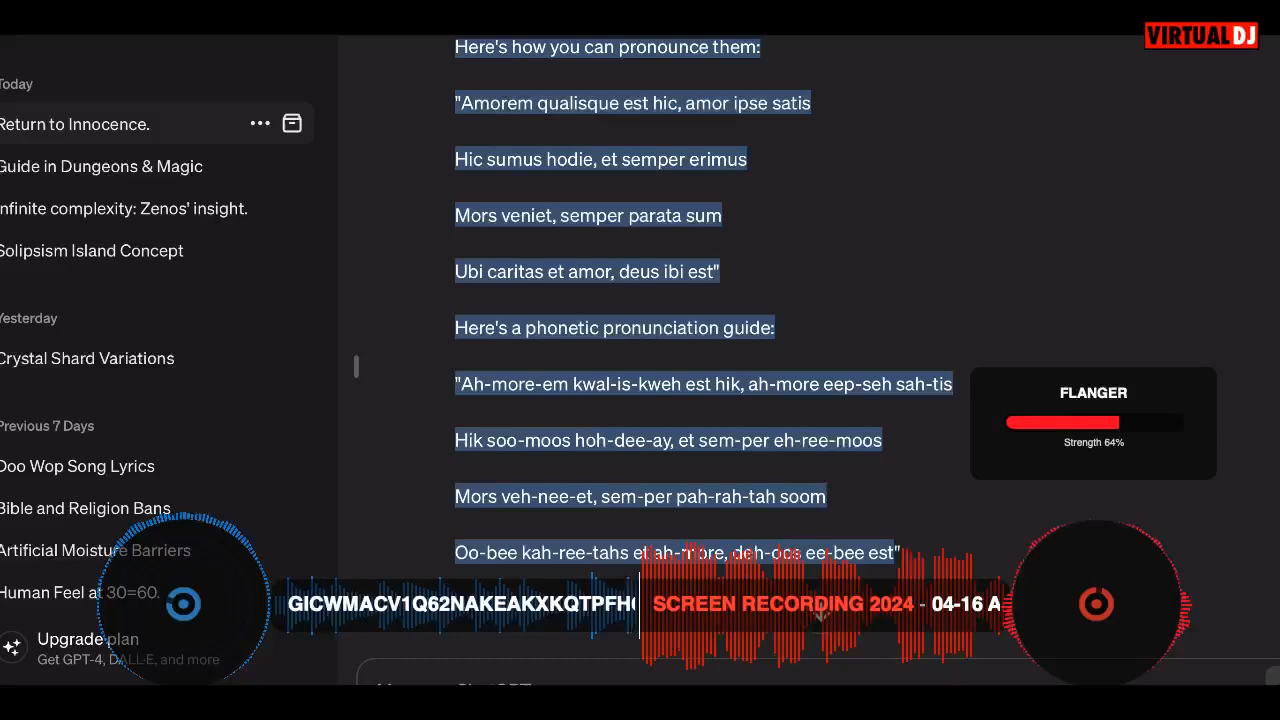 VIRTUAL DJ
Today
Return to Innocence.
Guide in Dungeons & Magic
nfinite complexity: Zenos' insight.
Solipsism Island Concept
Yesterday
Crystal Shard Variations
Previous 7 Days
Doo Wop Song Lyrics
Bible and Religion Bans
Artificial Moisture Barriers
Human Feel at 30=60.
Upgrade plan
Get GPT-4, DALL·E, and more
Here's how you can pronounce them:
"Amorem qualisque est hic, amor ipse satis
Hic sumus hodie, et semper erimus
Mors veniet, semper parata sum
Ubi caritas et amor, deus ibi est"
Here's a phonetic pronunciation guide:
"Ah-more-em kwal-is-kweh est hik, ah-more eep-seh sah-tis
Hik soo-moos hoh-dee-ay, et sem-per eh-ree-moos
Mors veh-nee-et, sem-per pah-rah-tah soom
Oo-bee kah-ree-tahs et ah-more, deh-oos ee-bee est"
FLANGER
Strength 64%
GICWMACV1Q62NAKEAKXKQTPFH
SCREEN RECORDING 2024 - 04-16 A